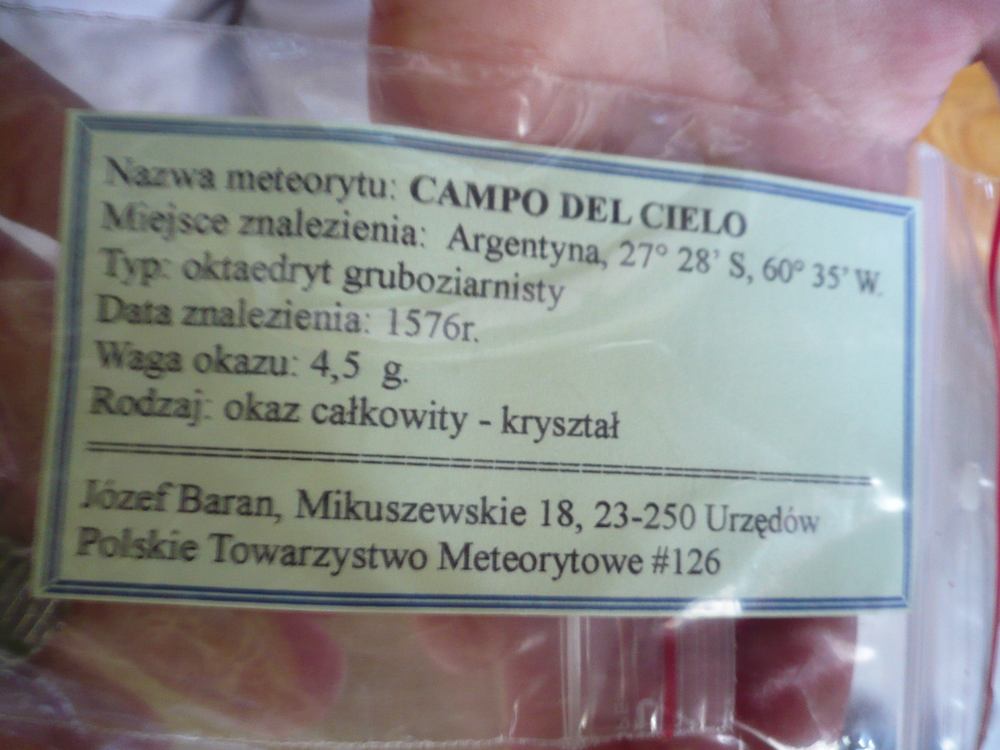 Nazwa meteorytu: CAMPO DEL CIELO
Miejsce znalezienia: Argentyna, 27° 28' S, 60° 35' W.
Typ: oktaedryt gruboziarnisty
Data znalezienia: 1576r.
Waga okazu: 4,5 g.
Rodzaj: okaz całkowity - kryształ
Józef Baran, Mikuszewskie 18, 23-250 Urzędów
Polskie Towarzystwo Meteorytowe #126